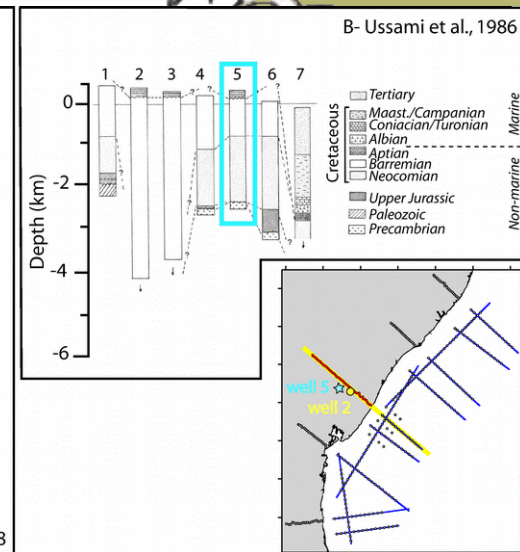 B- Ussami et al., 1986
1 2 3 4 5 6 7
Depth (km)
0
-2
-4
-6
? ? ? ? ? ? ? ?
Tertiary
Cretaceous
Maast./Campanian
Coniacian/Turonian
Albian
Aptian
Barremian
Neocomian
Upper Jurassic
Paleozoic
Precambrian
Marine
Non-marine
well 5
well 2